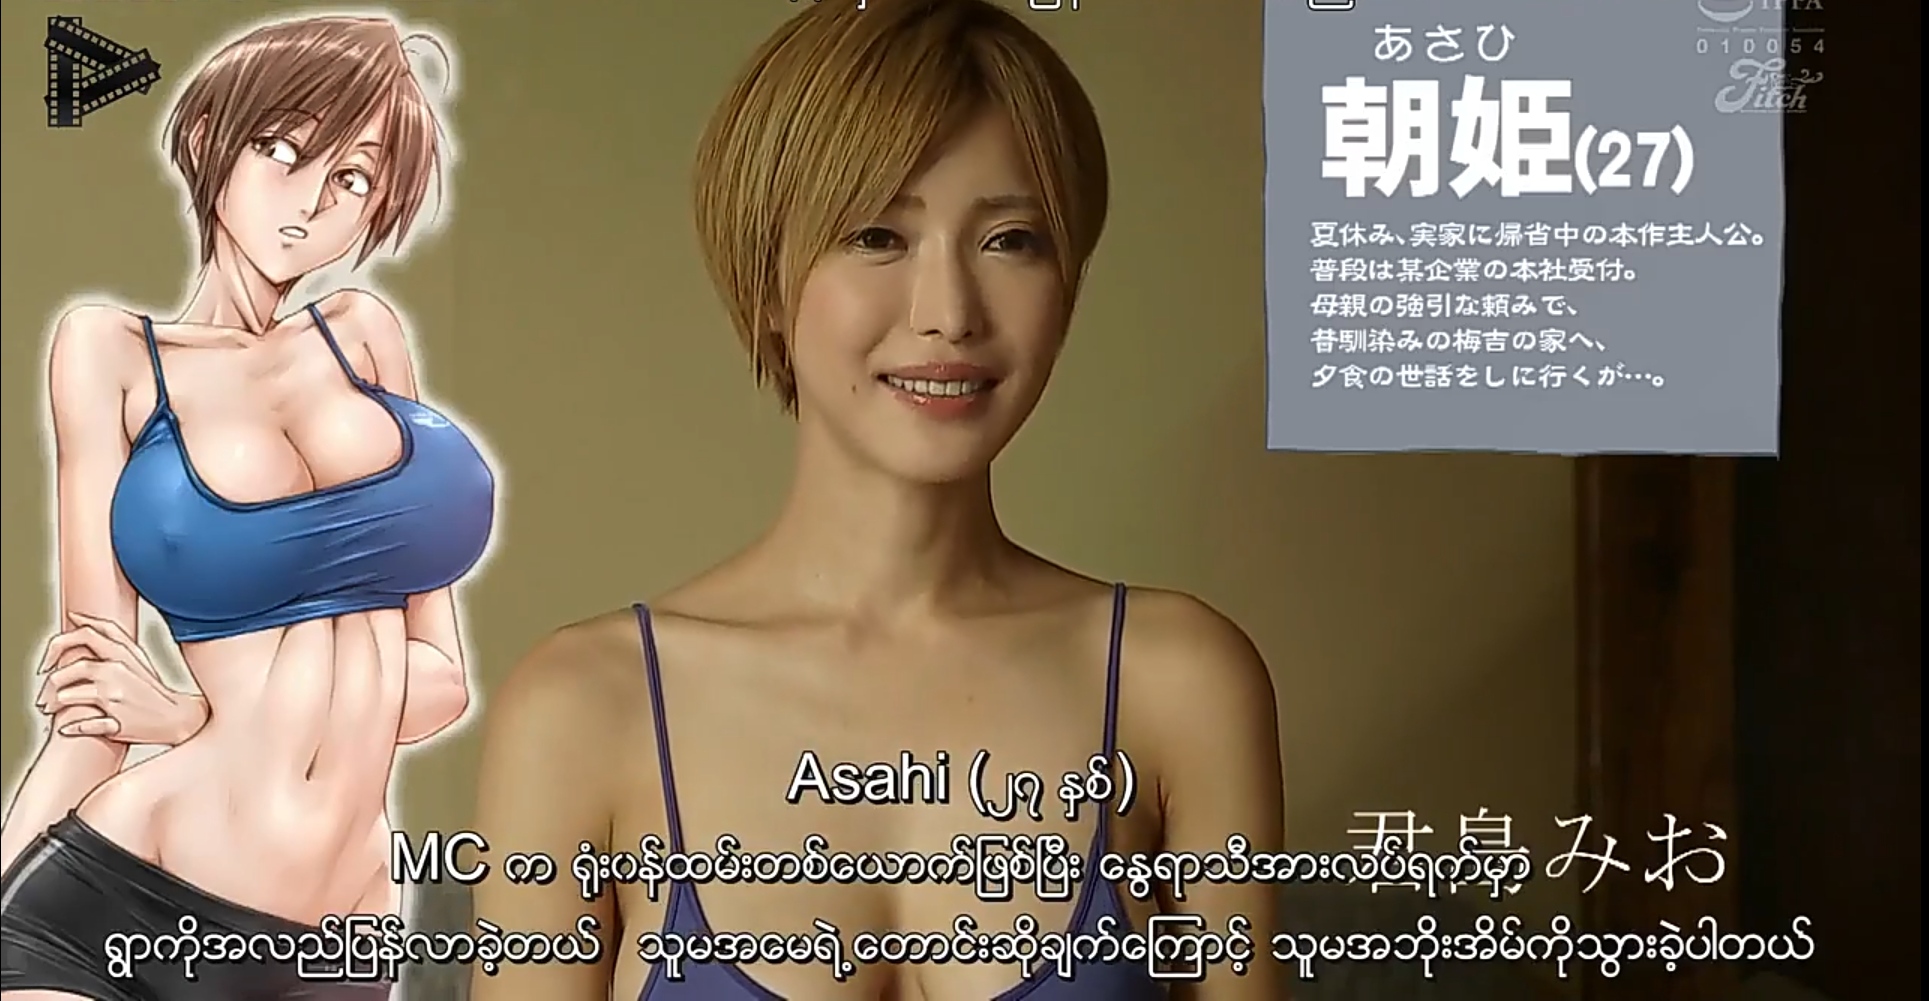 IPPA
010054
Fitch
あさひ
朝姫(27)
夏休み、実家に帰省中の本作主人公。
普段は某企業の本社受付。
母親の強引な頼みで、
昔馴染みの梅吉の家へ、
夕食の世話をしに行くが…。
君島みお
Asahi (၂၇ နှစ်)
MC က ရုံးဝန်ထမ်းတစ်ယောက်ဖြစ်ပြီး နွေရာသီအားလပ်ရက်မှာ
ရွာကိုအလည်ပြန်လာခဲ့တယ် သူမအမေရဲ့တောင်းဆိုချက်ကြောင့် သူမအဘိုးအိမ်ကိုသွားခဲ့ပါတယ်